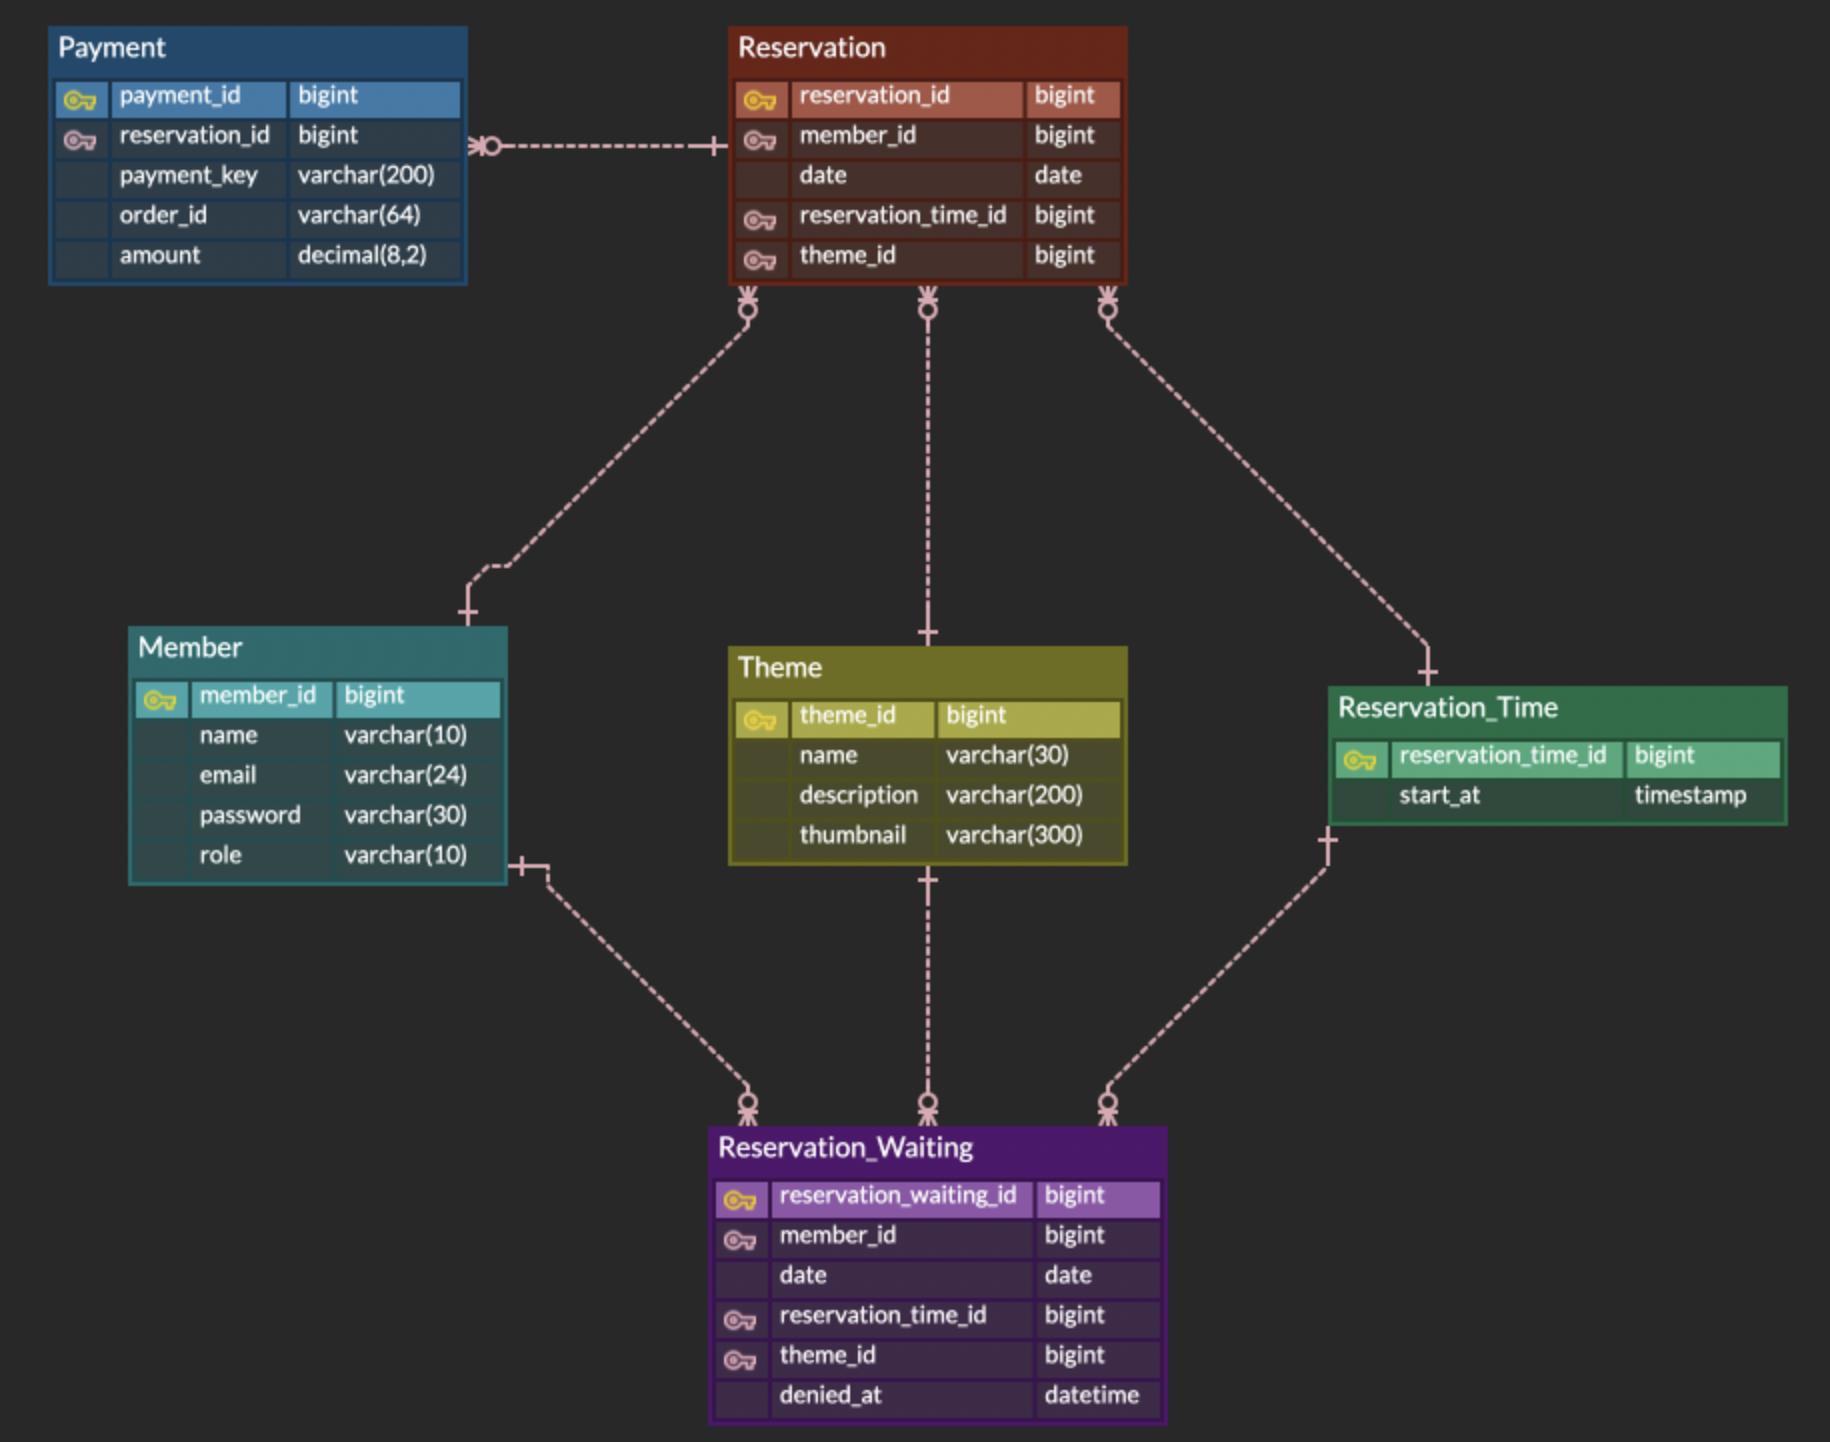 Payment
payment_id bigint
reservation_id bigint
payment_key varchar(200)
order_id varchar(64)
amount decimal(8,2)
Reservation
reservation_id bigint
member_id bigint
date date
reservation_time_id bigint
theme_id bigint
Member
member_id bigint
name varchar(10)
email varchar(24)
password varchar(30)
role varchar(10)
Theme
theme_id bigint
name varchar(30)
description varchar(200)
thumbnail varchar(300)
Reservation_Time
reservation_time_id bigint
start_at timestamp
Reservation_Waiting
reservation_waiting_id bigint
member_id bigint
date date
reservation_time_id bigint
theme_id bigint
denied_at datetime